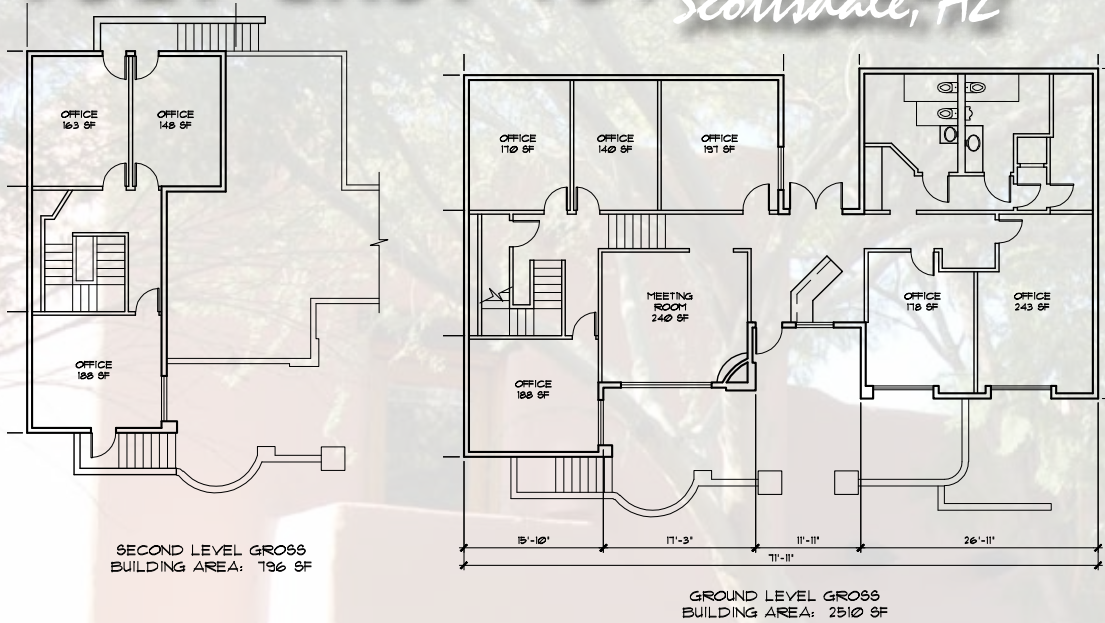 Scottsdale, AZ
OFFICE
163 SF
OFFICE
148 SF
OFFICE
188 SF
SECOND LEVEL GROSS
BUILDING AREA: 796 SF
OFFICE
170 SF
OFFICE
140 SF
OFFICE
197 SF
MEETING
ROOM
240 SF
OFFICE
178 SF
OFFICE
243 SF
OFFICE
188 SF
15'-10"
17'-3"
11'-11"
26'-11"
71'-11"
GROUND LEVEL GROSS
BUILDING AREA: 2510 SF